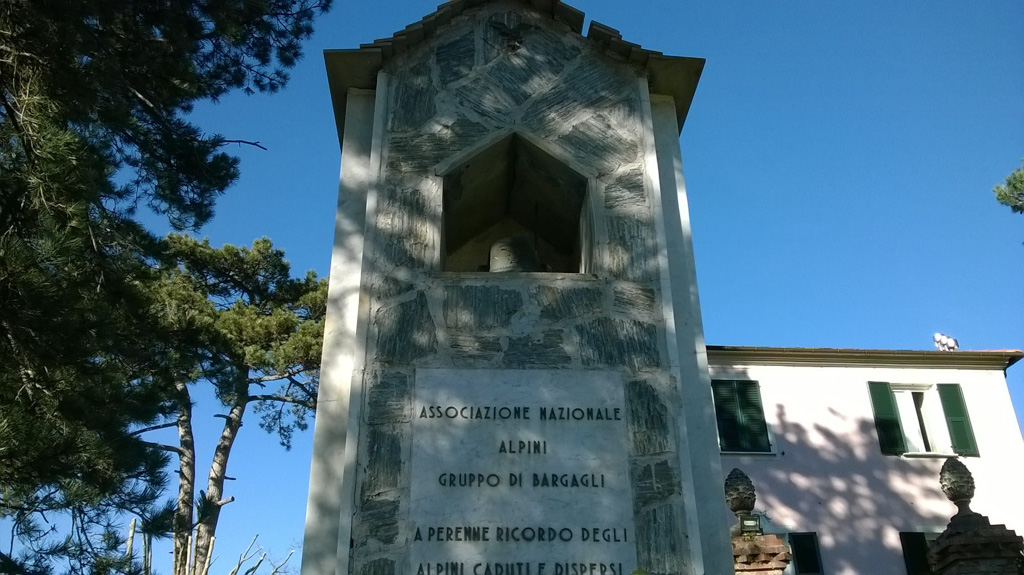 ASSOCIAZIONE NAZIONALE
ALPINI
GRUPPO DI BARGAGLI
A PERENNE RICORDO DEGLI
ALPINI CADUTI E DISPERSI